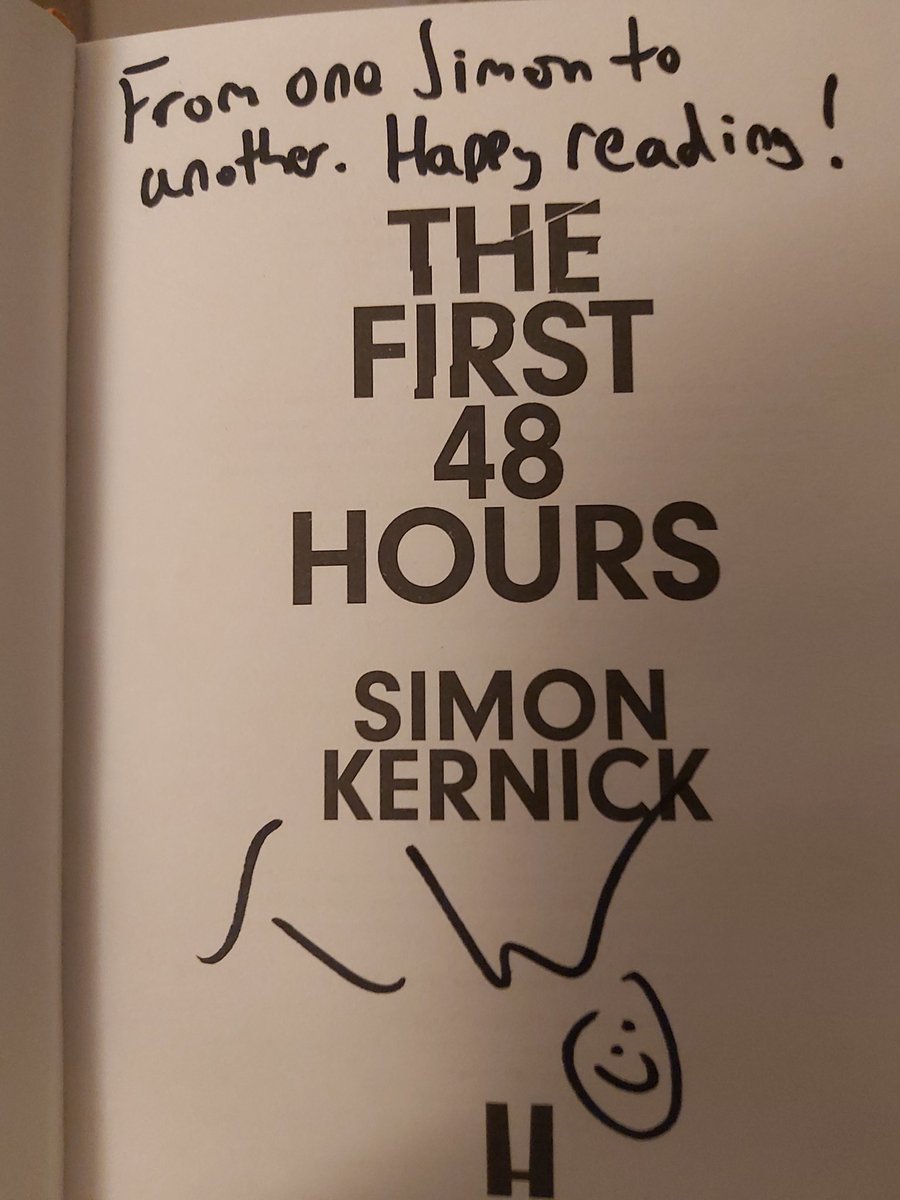 From one Simon to
another. Happy reading!
THE
FIRST
48
HOURS
SIMON
KERNICK
H